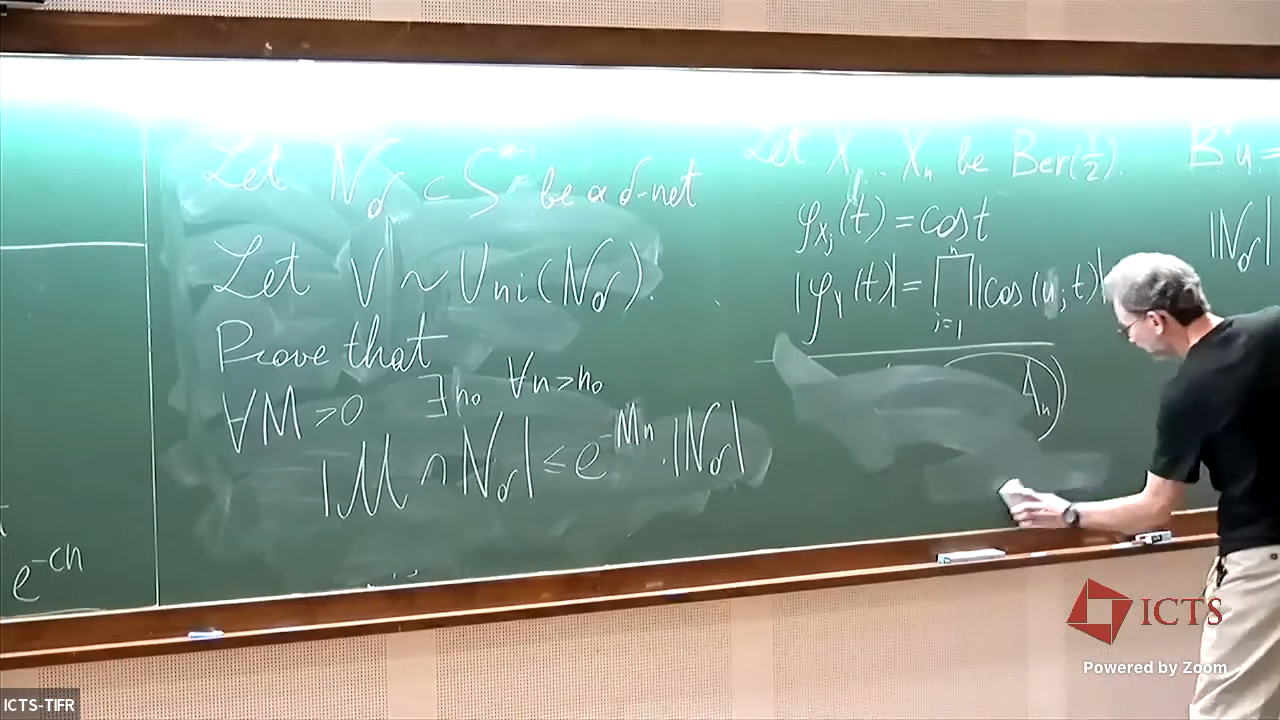 e^{-cn}
Let N_δ ⊂ S^{n-1} be a δ-net
Let V ~ Uni(N_δ).
Prove that
∀M>0 ∃n₀ ∀n>n₀
|M ∩ N_δ| ≤ e^{-Mn} · |N_δ|
Let X₁ ... Xₙ be Ber(1/2).
φ_{X_j}(t) = cos t
|φ_Y(t)| = ∏_{j=1}^{n} |cos(u_j t)|
|N_δ|
ICTS
Powered by Zoom
ICTS-TIFR